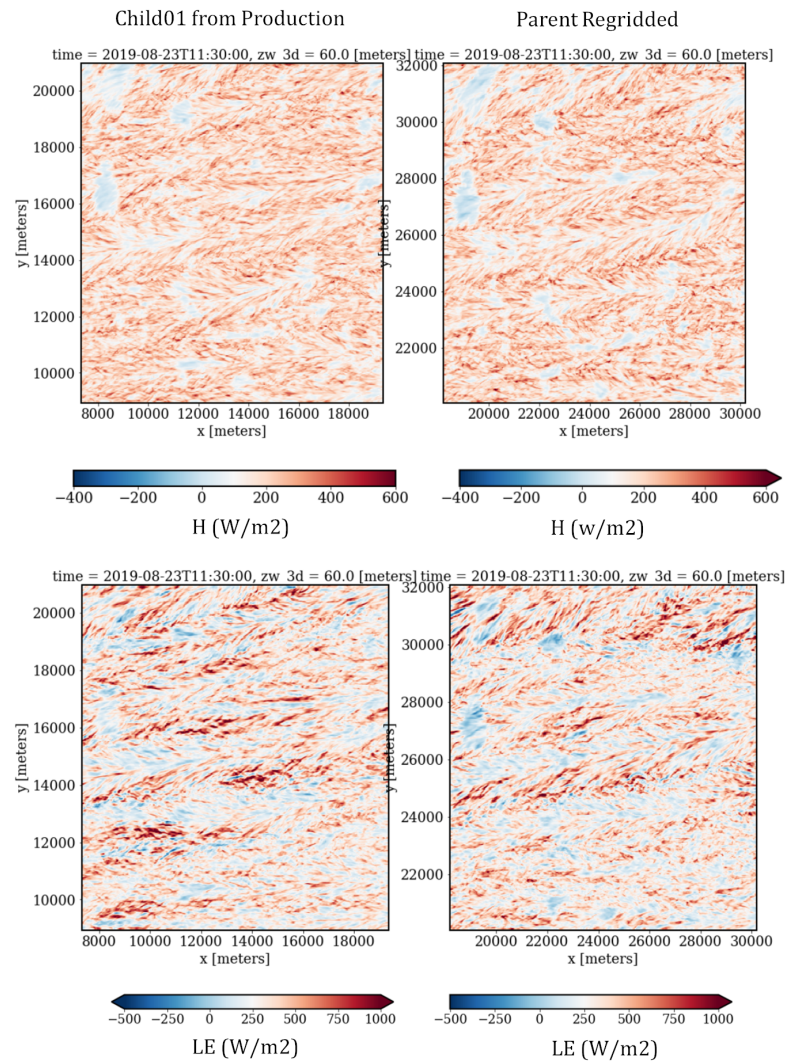 Child01 from Production
Parent Regridded
time = 2019-08-23T11:30:00, zw_3d = 60.0 [meters]
time = 2019-08-23T11:30:00, zw_3d = 60.0 [meters]
20000
18000
16000
14000
12000
10000
y [meters]
8000 10000 12000 14000 16000 18000
x [meters]
32000
30000
28000
26000
24000
22000
y [meters]
20000 22000 24000 26000 28000 30000
x [meters]
−400 −200 0 200 400 600
H (W/m2)
−400 −200 0 200 400 600
H (w/m2)
time = 2019-08-23T11:30:00, zw_3d = 60.0 [meters]
time = 2019-08-23T11:30:00, zw_3d = 60.0 [meters]
20000
18000
16000
14000
12000
10000
y [meters]
8000 10000 12000 14000 16000 18000
x [meters]
32000
30000
28000
26000
24000
22000
y [meters]
20000 22000 24000 26000 28000 30000
x [meters]
−500 −250 0 250 500 750 1000
LE (W/m2)
−500 −250 0 250 500 750 1000
LE (W/m2)